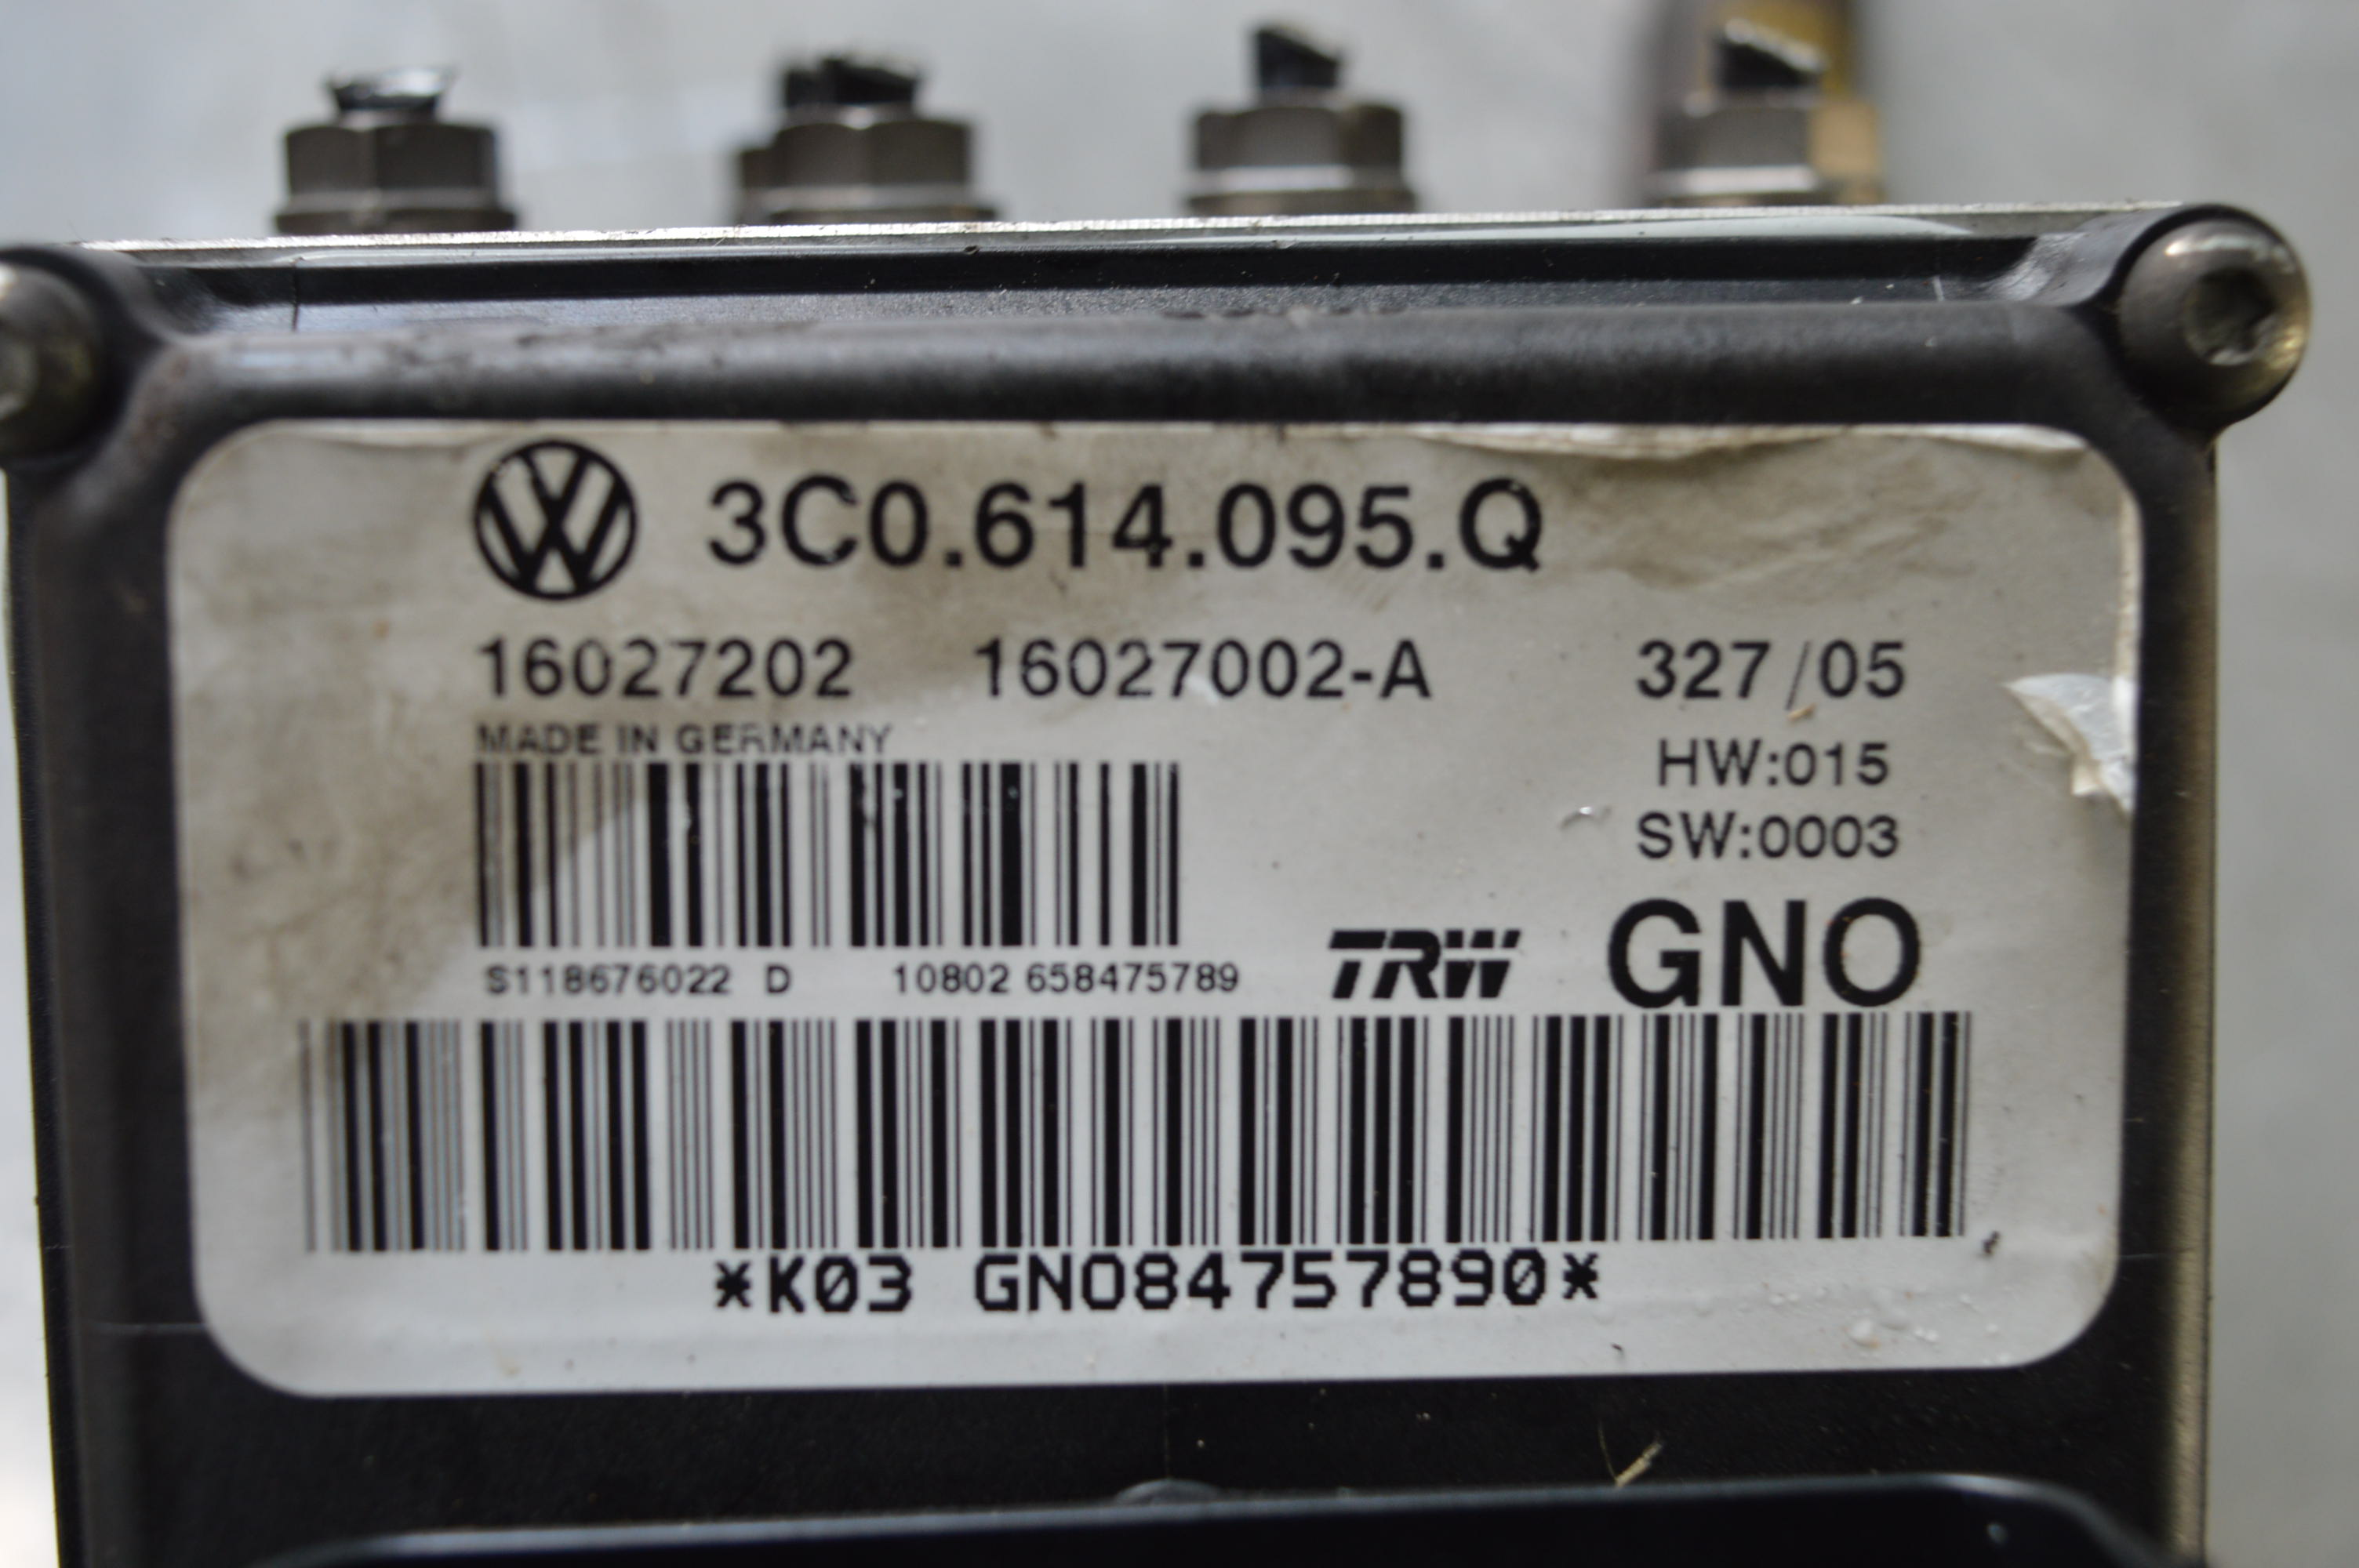 3C0.614.095.Q
16027202 16027002-A 327/05
MADE IN GERMANY
HW:015
SW:0003
S118676022 D 10802 658475789 TRW GNO
*K03 GNO84757890*